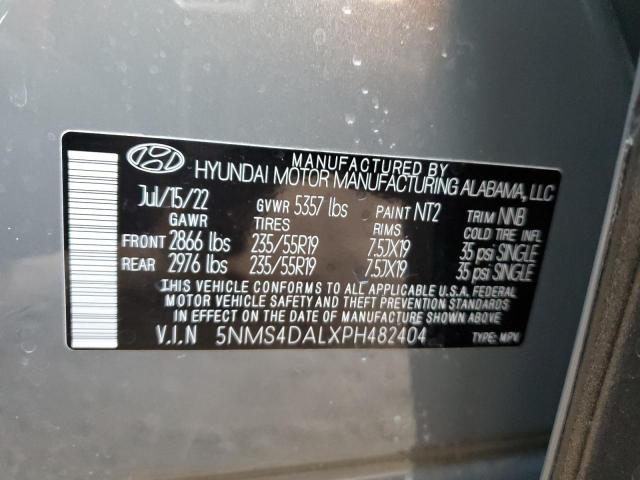 MANUFACTURED BY
HYUNDAI MOTOR MANUFACTURING ALABAMA, LLC
Jul/15/22 GVWR 5357 lbs PAINT NT2 TRIM NNB
GAWR TIRES RIMS COLD TIRE INFL
FRONT 2866 lbs 235/55R19 7.5JX19 35 psi SINGLE
REAR 2976 lbs 235/55R19 7.5JX19 35 psi SINGLE
THIS VEHICLE CONFORMS TO ALL APPLICABLE U.S.A. FEDERAL
MOTOR VEHICLE SAFETY AND THEFT PREVENTION STANDARDS
IN EFFECT ON THE DATE OF MANUFACTURE SHOWN ABOVE
V.I.N 5NMS4DALXPH482404 TYPE: MPV